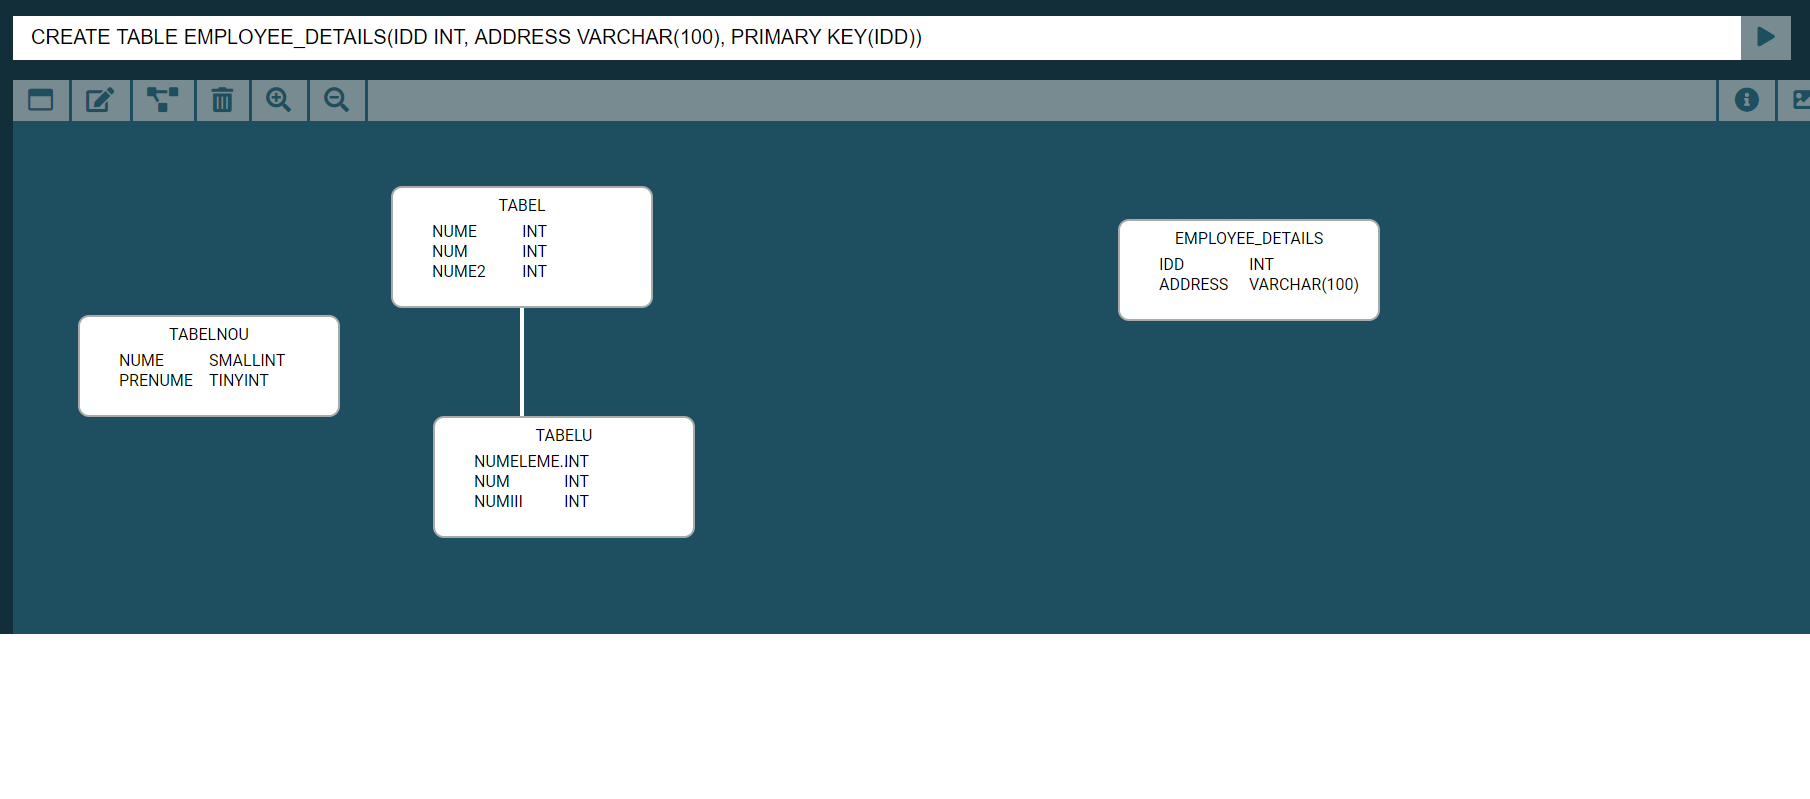 CREATE TABLE EMPLOYEE_DETAILS(IDD INT, ADDRESS VARCHAR(100), PRIMARY KEY(IDD))
TABEL
NUME INT
NUM INT
NUME2 INT
EMPLOYEE_DETAILS
IDD INT
ADDRESS VARCHAR(100)
TABELNOU
NUME SMALLINT
PRENUME TINYINT
TABELU
NUMELEME.INT
NUM INT
NUMIII INT